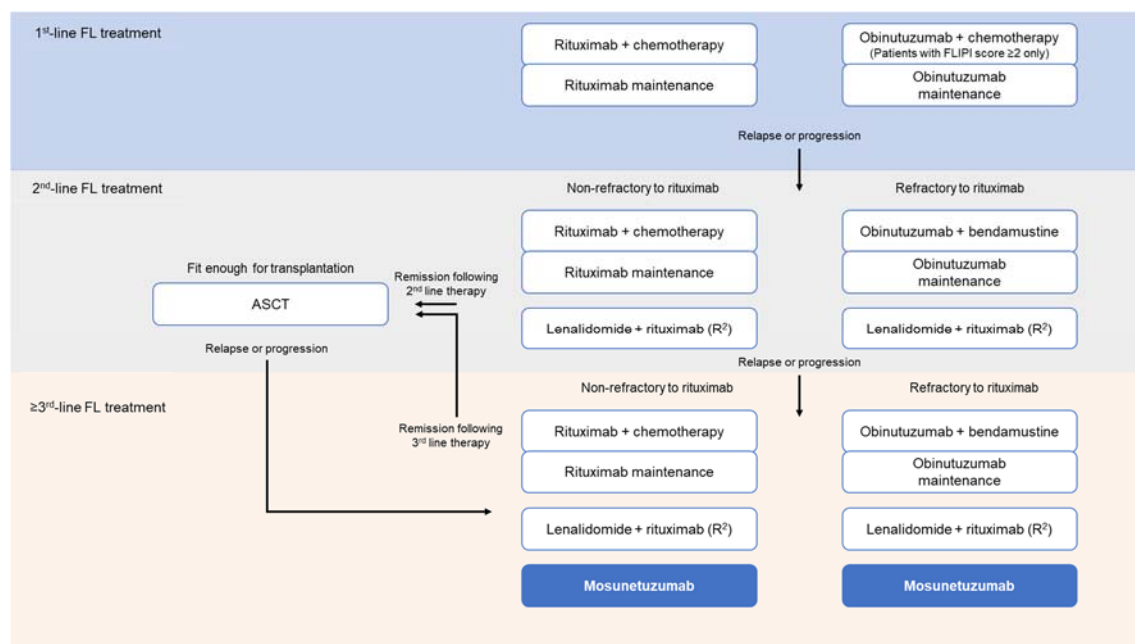 1st-line FL treatment
Rituximab + chemotherapy
Rituximab maintenance
Obinutuzumab + chemotherapy
(Patients with FLIPI score ≥2 only)
Obinutuzumab
maintenance
Relapse or progression
2nd-line FL treatment
Non-refractory to rituximab
Refractory to rituximab
Rituximab + chemotherapy
Rituximab maintenance
Obinutuzumab + bendamustine
Obinutuzumab
maintenance
Fit enough for transplantation
ASCT
Remission following
2nd line therapy
Lenalidomide + rituximab (R2)
Lenalidomide + rituximab (R2)
Relapse or progression
Relapse or progression
≥3rd-line FL treatment
Non-refractory to rituximab
Refractory to rituximab
Remission following
3rd line therapy
Rituximab + chemotherapy
Rituximab maintenance
Obinutuzumab + bendamustine
Obinutuzumab
maintenance
Lenalidomide + rituximab (R2)
Lenalidomide + rituximab (R2)
Mosunetuzumab
Mosunetuzumab